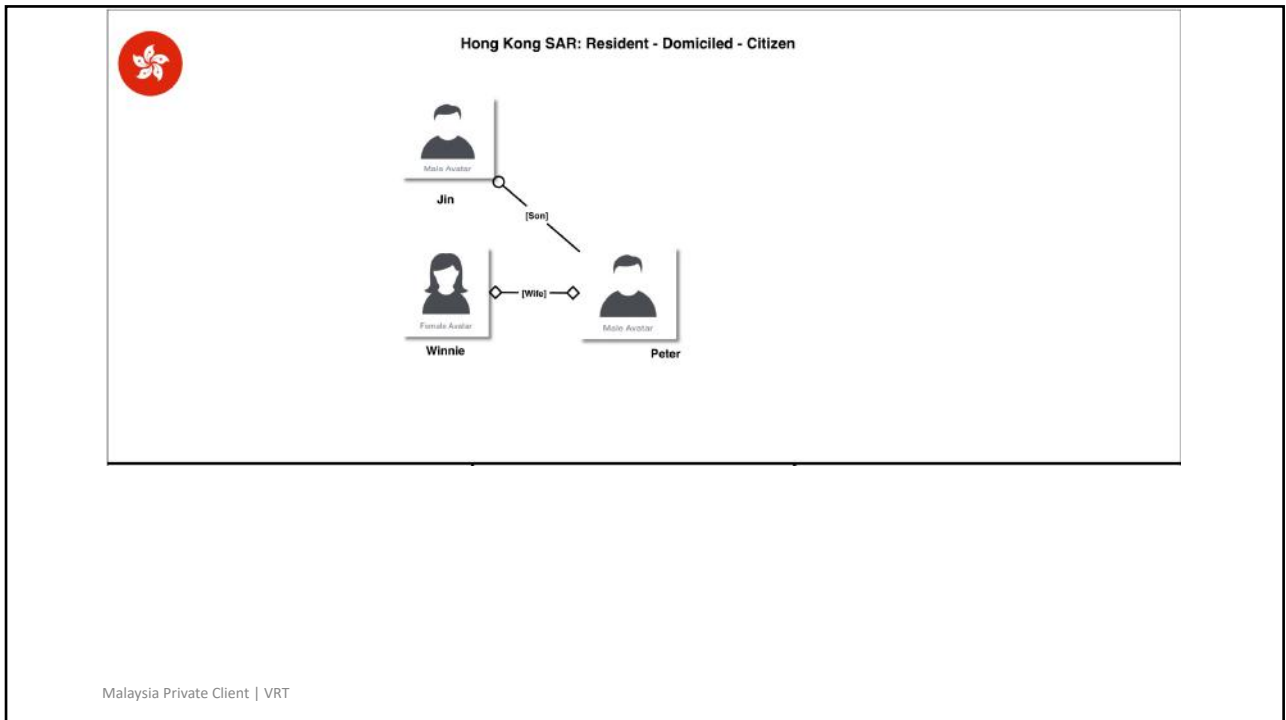 Hong Kong SAR: Resident - Domiciled - Citizen
Male Avatar
Jin
[Son]
[Wife]
Female Avatar
Male Avatar
Winnie
Peter
Malaysia Private Client | VRT